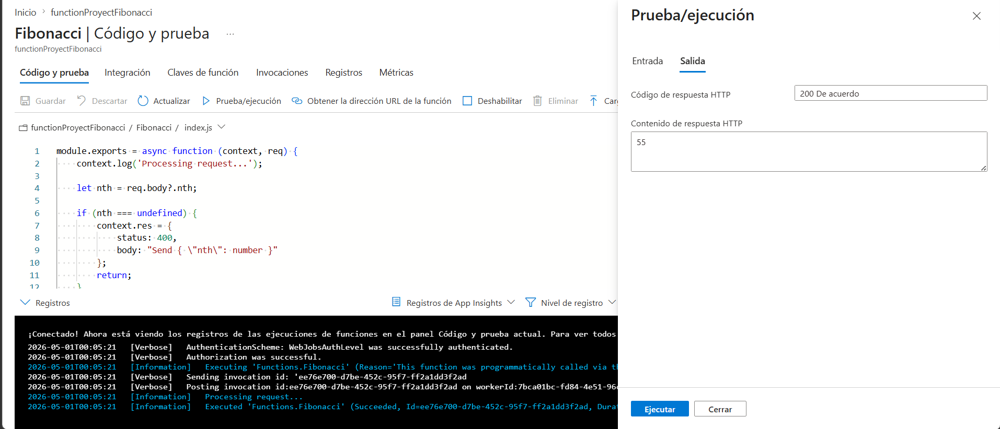 Inicio > functionProyectFibonacci
Fibonacci | Código y prueba ...
functionProyectFibonacci
Código y prueba Integración Claves de función Invocaciones Registros Métricas
Guardar Descartar Actualizar Prueba/ejecución Obtener la dirección URL de la función Deshabilitar Eliminar
functionProyectFibonacci / Fibonacci / index.js
1 module.exports = async function (context, req) {
2 context.log('Processing request...');
3
4 let nth = req.body?.nth;
5
6 if (nth === undefined) {
7 context.res = {
8 status: 400,
9 body: "Send { \"nth\": number }"
10 };
11 return;
12 }
Registros Registros de App Insights Nivel de registro
¡Conectado! Ahora está viendo los registros de las ejecuciones de funciones en el panel Código y prueba actual. Para ver todos
2026-05-01T00:05:21 [Verbose] AuthenticationScheme: WebJobsAuthLevel was successfully authenticated.
2026-05-01T00:05:21 [Verbose] Authorization was successful.
2026-05-01T00:05:21 [Information] Executing 'Functions.Fibonacci' (Reason='This function was programmatically called via
2026-05-01T00:05:21 [Verbose] Sending invocation id: 'ee76e700-d7be-452c-95f7-ff2a1dd3f2ad
2026-05-01T00:05:21 [Verbose] Posting invocation id:ee76e700-d7be-452c-95f7-ff2a1dd3f2ad on workerId:7bca01bc-fd84-4e51-96
2026-05-01T00:05:21 [Information] Processing request...
2026-05-01T00:05:21 [Information] Executed 'Functions.Fibonacci' (Succeeded, Id=ee76e700-d7be-452c-95f7-ff2a1dd3f2ad,
Prueba/ejecución
Entrada Salida
Código de respuesta HTTP 200 De acuerdo
Contenido de respuesta HTTP
55
Ejecutar Cerrar